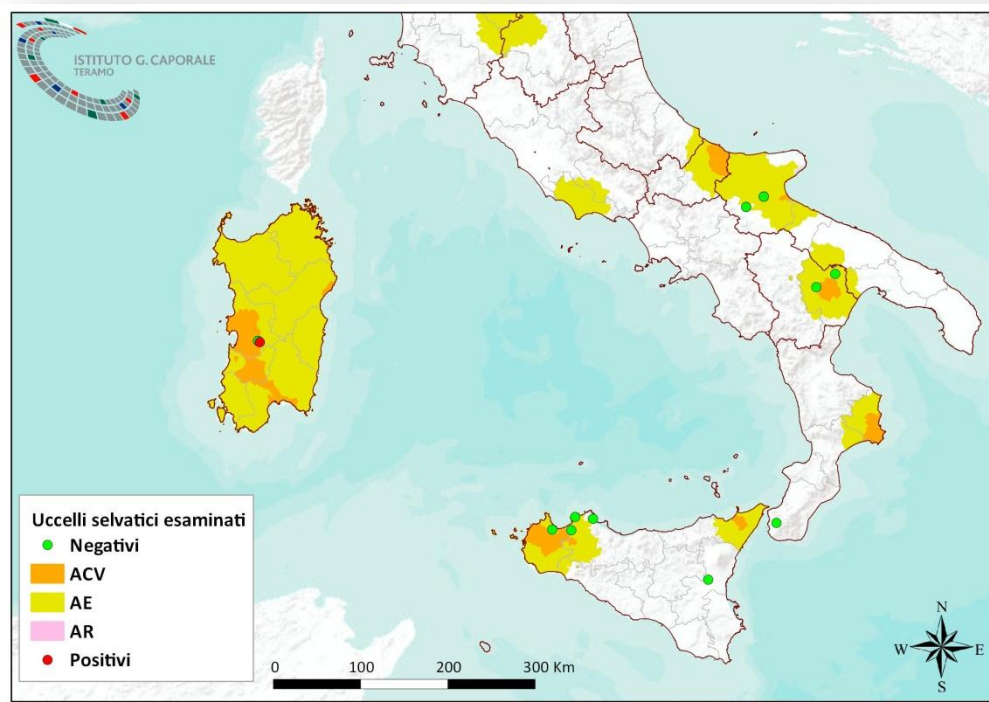 ISTITUTO G. CAPORALE
TERAMO
Uccelli selvatici esaminati
Negativi
ACV
AE
AR
Positivi
0 100 200 300 Km
N
W E
S